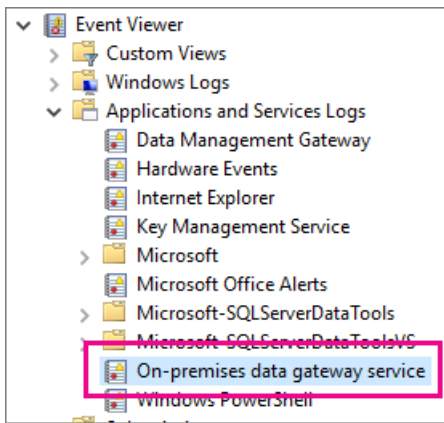 Event Viewer
Custom Views
Windows Logs
Applications and Services Logs
Data Management Gateway
Hardware Events
Internet Explorer
Key Management Service
Microsoft
Microsoft Office Alerts
Microsoft-SQLServerDataTools
Microsoft-SQLServerDataToolsVS
On-premises data gateway service
Windows PowerShell